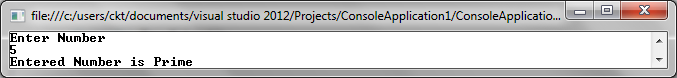 file:///c:/users/ckt/documents/visual studio 2012/Projects/ConsoleApplication1/ConsoleApplicatio...
Enter Number
5
Entered Number is Prime